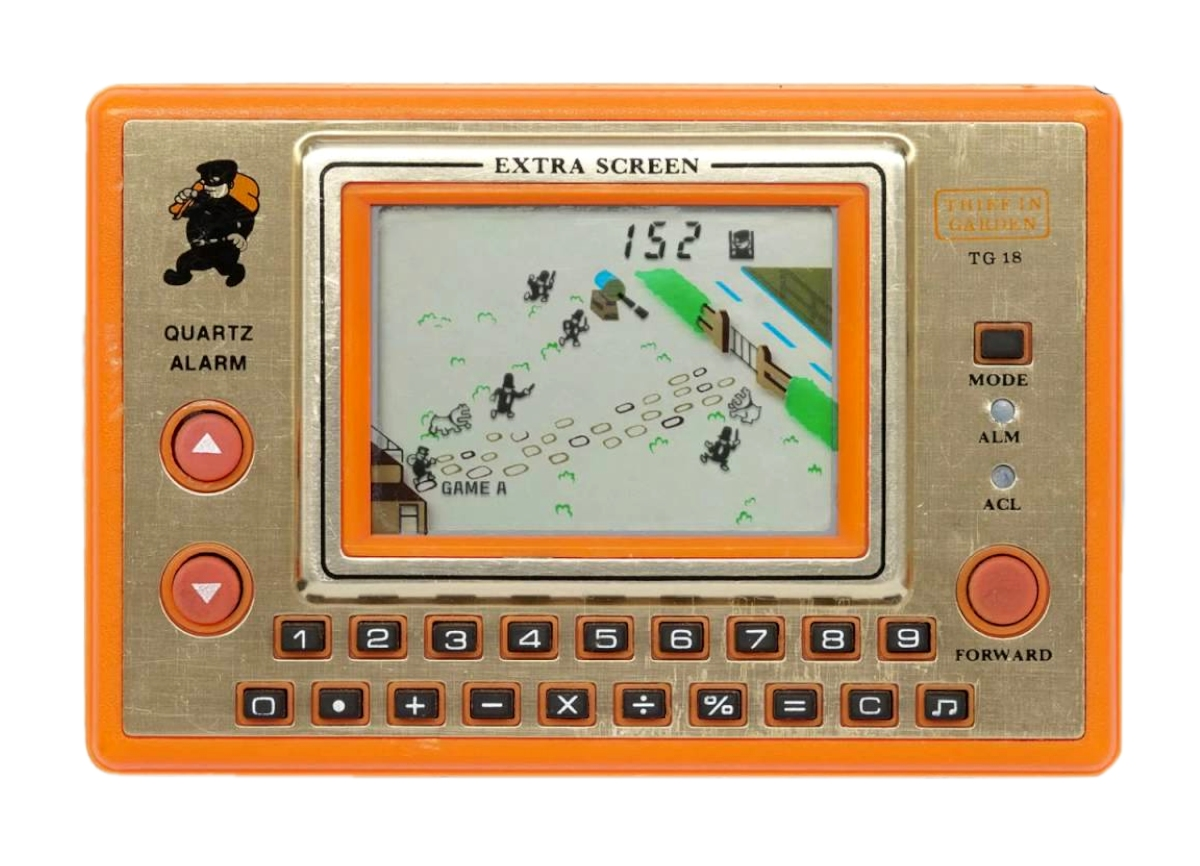 EXTRA SCREEN
152
THIEF IN
GARDEN
TG 18
QUARTZ
ALARM
MODE
ALM
ACL
GAME A
1 2 3 4 5 6 7 8 9
FORWARD
0 • + − × ÷ % = C ♫